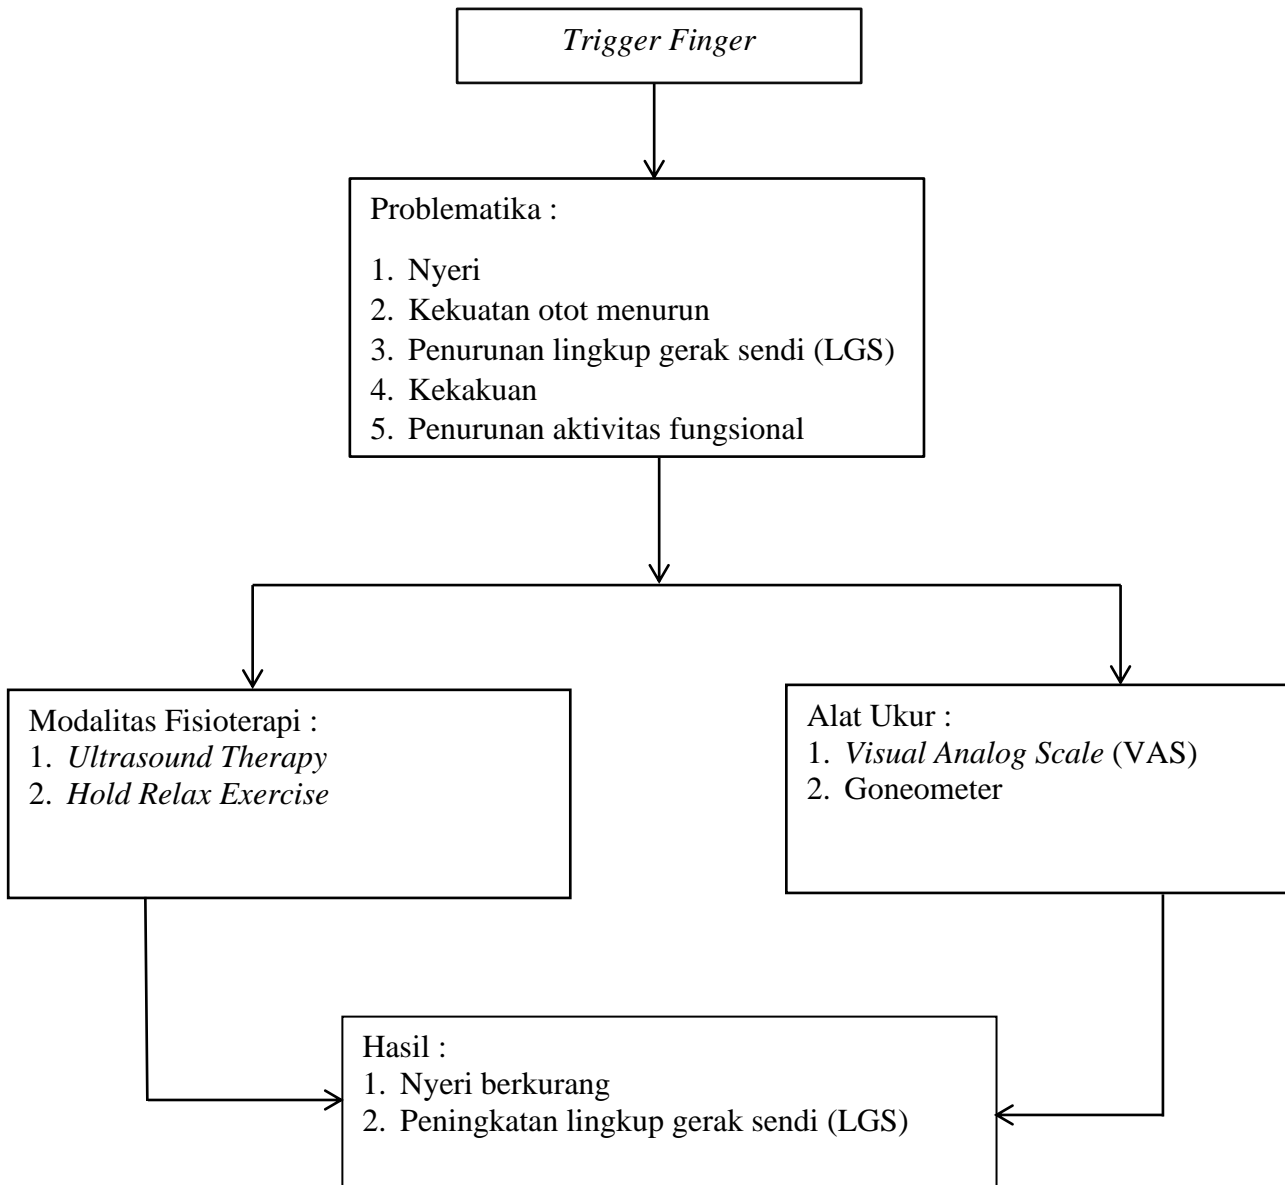 Trigger Finger
Problematika :
1. Nyeri
2. Kekuatan otot menurun
3. Penurunan lingkup gerak sendi (LGS)
4. Kekakuan
5. Penurunan aktivitas fungsional
Modalitas Fisioterapi :
1. Ultrasound Therapy
2. Hold Relax Exercise
Alat Ukur :
1. Visual Analog Scale (VAS)
2. Goneometer
Hasil :
1. Nyeri berkurang
2. Peningkatan lingkup gerak sendi (LGS)